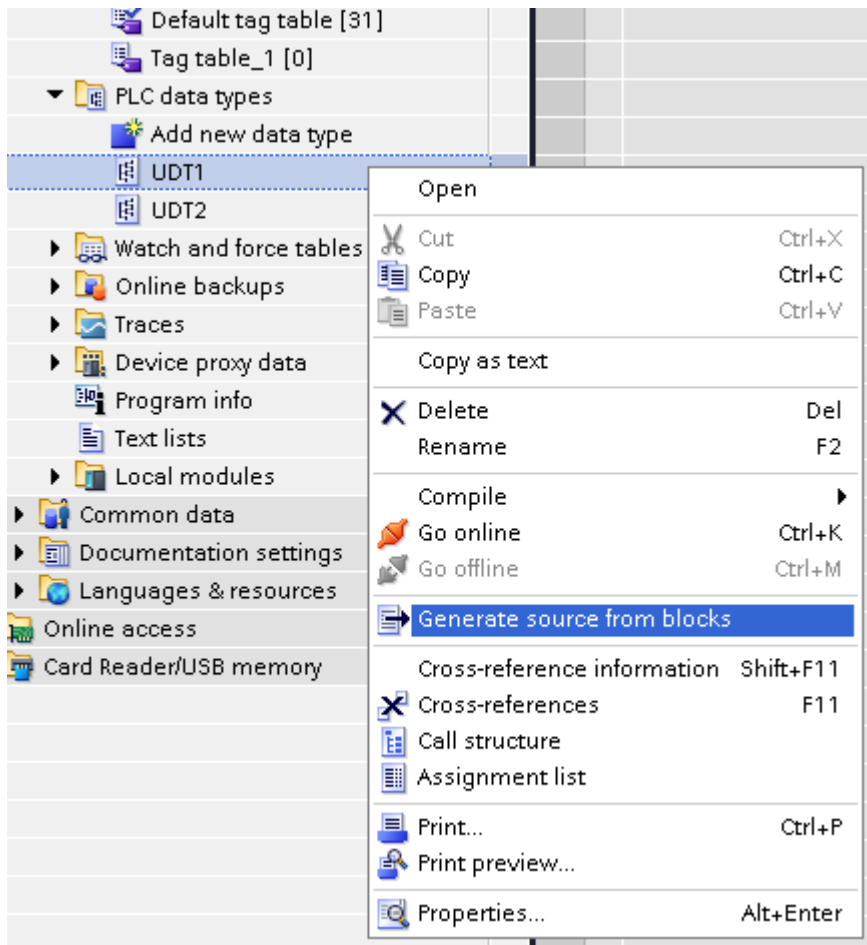 Default tag table [31]
Tag table_1 [0]
PLC data types
Add new data type
UDT1
UDT2
Watch and force tables
Online backups
Traces
Device proxy data
Program info
Text lists
Local modules
Common data
Documentation settings
Languages & resources
Online access
Card Reader/USB memory
Open
Cut Ctrl+X
Copy Ctrl+C
Paste Ctrl+V
Copy as text
Delete Del
Rename F2
Compile
Go online Ctrl+K
Go offline Ctrl+M
Generate source from blocks
Cross-reference information Shift+F11
Cross-references F11
Call structure
Assignment list
Print... Ctrl+P
Print preview...
Properties... Alt+Enter